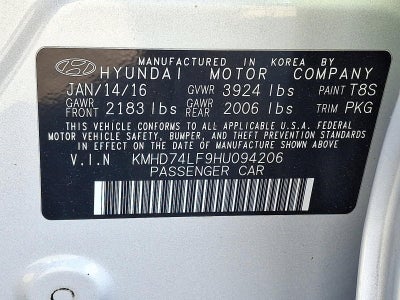 MANUFACTURED IN KOREA BY
HYUNDAI MOTOR COMPANY
JAN/14/16 GVWR 3924 lbs PAINT T8S
GAWR FRONT 2183 lbs GAWR REAR 2006 lbs TRIM PKG
THIS VEHICLE CONFORMS TO ALL APPLICABLE U.S.A. FEDERAL
MOTOR VEHICLE SAFETY, BUMPER, AND THEFT PREVENTION
STANDARDS IN EFFECT ON THE DATE OF MANUFACTURE
SHOWN ABOVE.
V.I.N KMHD74LF9HU094206
PASSENGER CAR